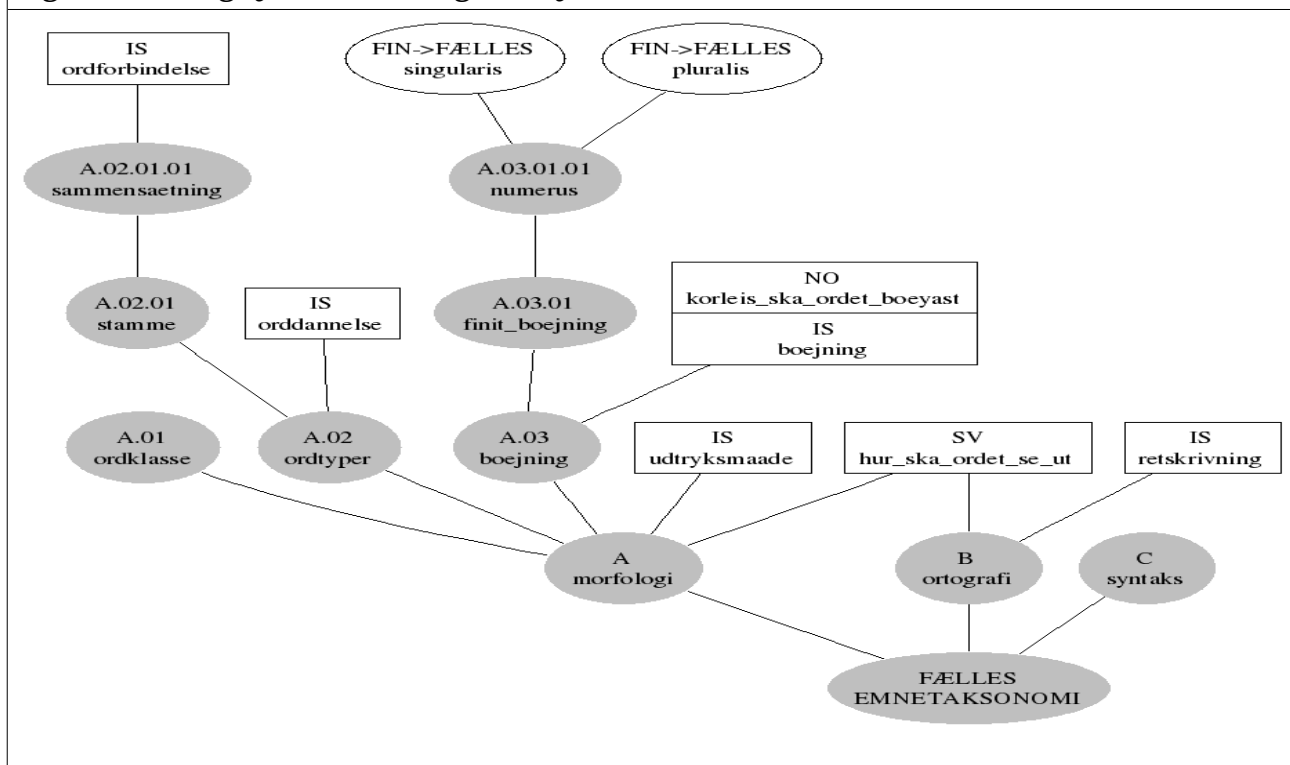 IS
ordforbindelse
FIN->FÆLLES
singularis
FIN->FÆLLES
pluralis
A.02.01.01
sammensaetning
A.03.01.01
numerus
A.02.01
stamme
IS
orddannelse
A.03.01
finit_boejning
NO
korleis_ska_ordet_boeyast
IS
boejning
A.01
ordklasse
A.02
ordtyper
A.03
boejning
IS
udtryksmaade
SV
hur_ska_ordet_se_ut
IS
retskrivning
A
morfologi
B
ortografi
C
syntaks
FÆLLES
EMNETAKSONOMI